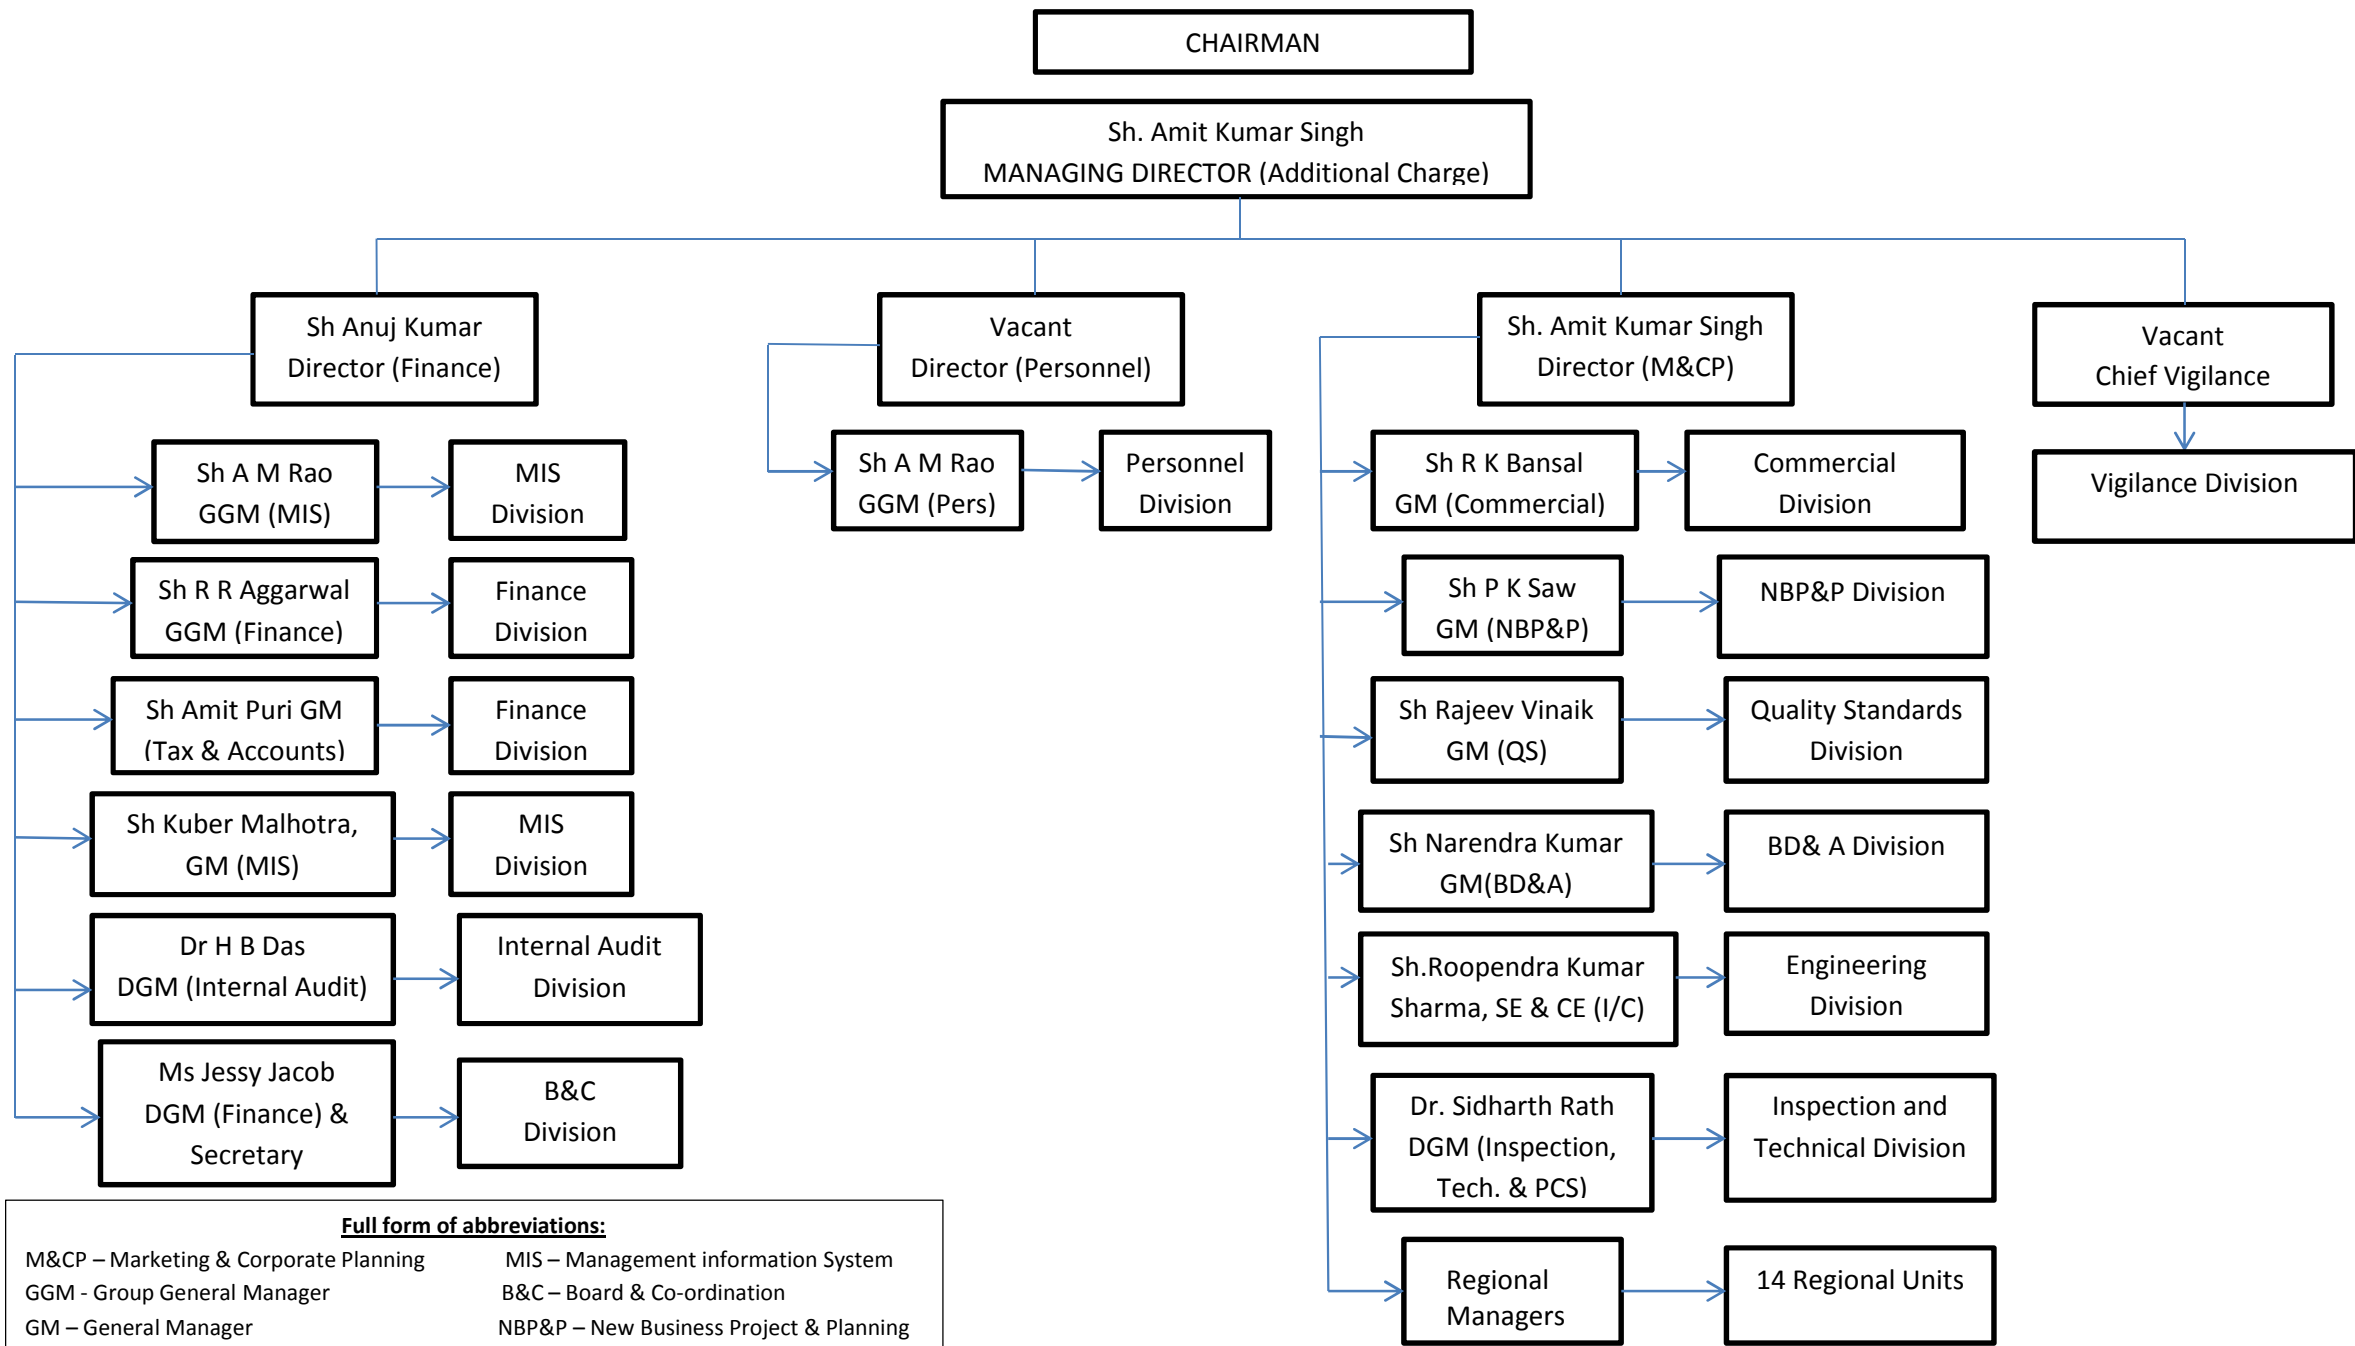 CHAIRMAN
Sh. Amit Kumar Singh
MANAGING DIRECTOR (Additional Charge)
Sh Anuj Kumar
Director (Finance)
Vacant
Director (Personnel)
Sh. Amit Kumar Singh
Director (M&CP)
Vacant
Chief Vigilance
Sh A M Rao
GGM (MIS)
MIS
Division
Sh R R Aggarwal
GGM (Finance)
Finance
Division
Sh Amit Puri GM
(Tax & Accounts)
Finance
Division
Sh Kuber Malhotra,
GM (MIS)
MIS
Division
Dr H B Das
DGM (Internal Audit)
Internal Audit
Division
Ms Jessy Jacob
DGM (Finance) &
Secretary
B&C
Division
Sh A M Rao
GGM (Pers)
Personnel
Division
Sh R K Bansal
GM (Commercial)
Commercial
Division
Sh P K Saw
GM (NBP&P)
NBP&P Division
Sh Rajeev Vinaik
GM (QS)
Quality Standards
Division
Sh Narendra Kumar
GM(BD&A)
BD& A Division
Sh.Roopendra Kumar
Sharma, SE & CE (I/C)
Engineering
Division
Dr. Sidharth Rath
DGM (Inspection,
Tech. & PCS)
Inspection and
Technical Division
Regional
Managers
14 Regional Units
Vigilance Division
Full form of abbreviations:
M&CP – Marketing & Corporate Planning
MIS – Management information System
GGM - Group General Manager
B&C – Board & Co-ordination
GM – General Manager
NBP&P – New Business Project & Planning